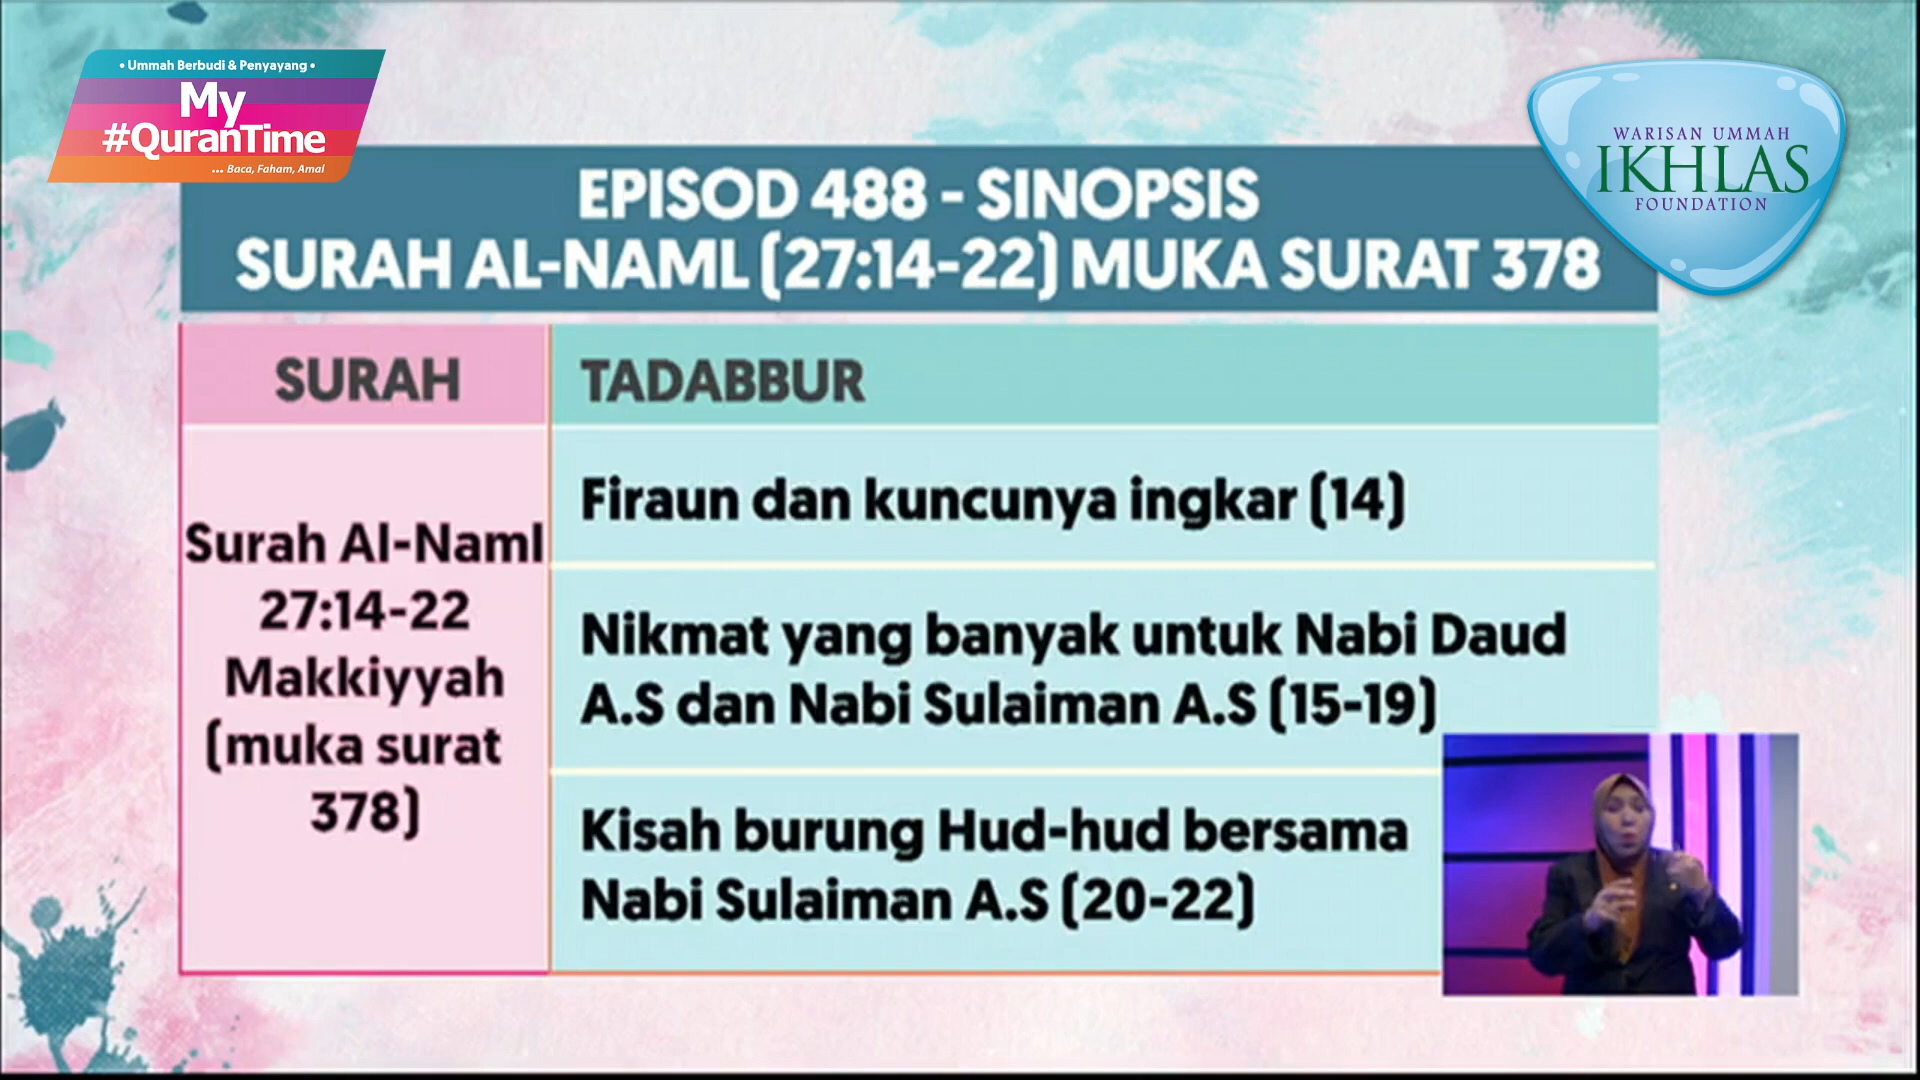 • Ummah Berbudi & Penyayang •
My
#QuranTime
... Baca, Faham, Amal
WARISAN UMMAH
IKHLAS
FOUNDATION
EPISOD 488 - SINOPSIS
SURAH AL-NAML (27:14-22) MUKA SURAT 378
SURAH
TADABBUR
Surah Al-Naml
27:14-22
Makkiyyah
(muka surat
378)
Firaun dan kuncunya ingkar (14)
Nikmat yang banyak untuk Nabi Daud
A.S dan Nabi Sulaiman A.S (15-19)
Kisah burung Hud-hud bersama
Nabi Sulaiman A.S (20-22)